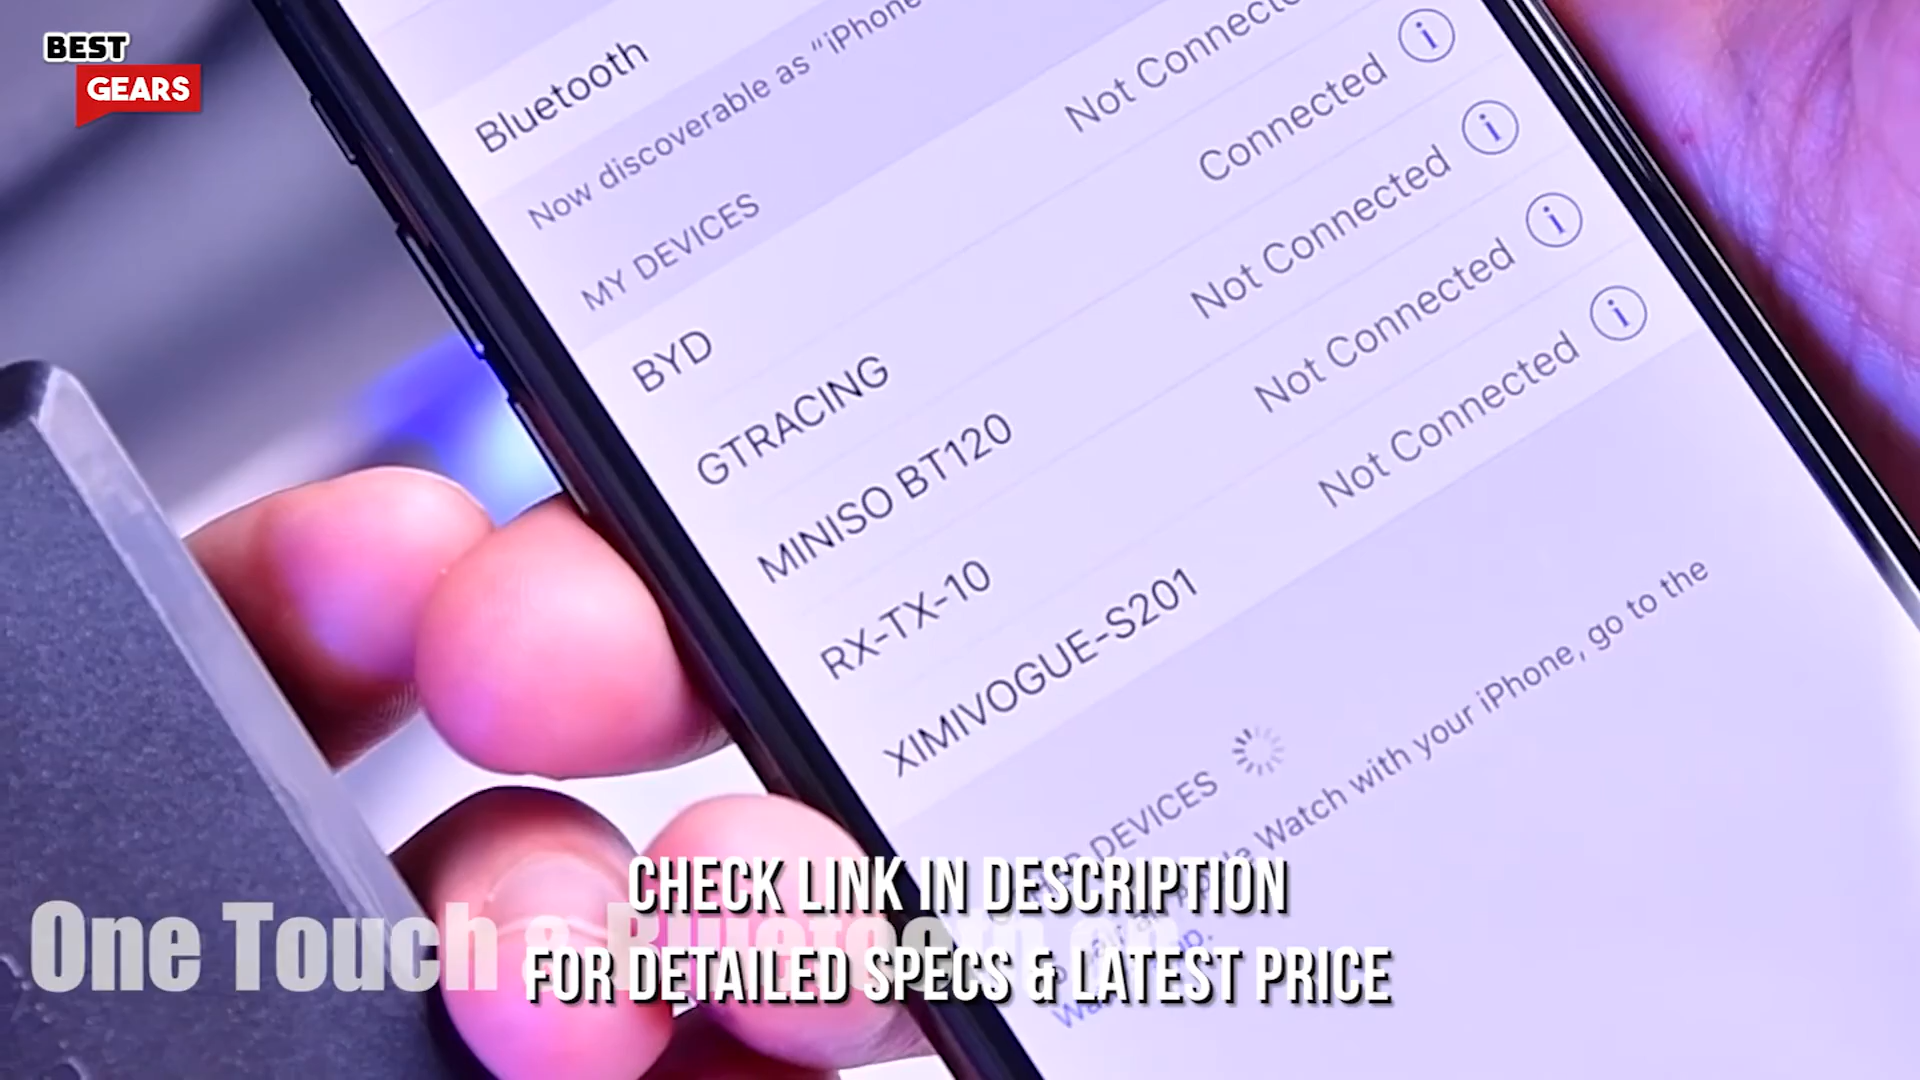 BEST
GEARS
Bluetooth
Now discoverable as “iPhone
MY DEVICES
BYD Not Connecte
GTRACING Connected
MINISO BT120 Not Connected
RX-TX-10 Not Connected
XIMIVOGUE-S201 Not Connected
DEVICES
Watch with your iPhone, go to the
One Touch & Bluetooth on
CHECK LINK IN DESCRIPTION
FOR DETAILED SPECS & LATEST PRICE